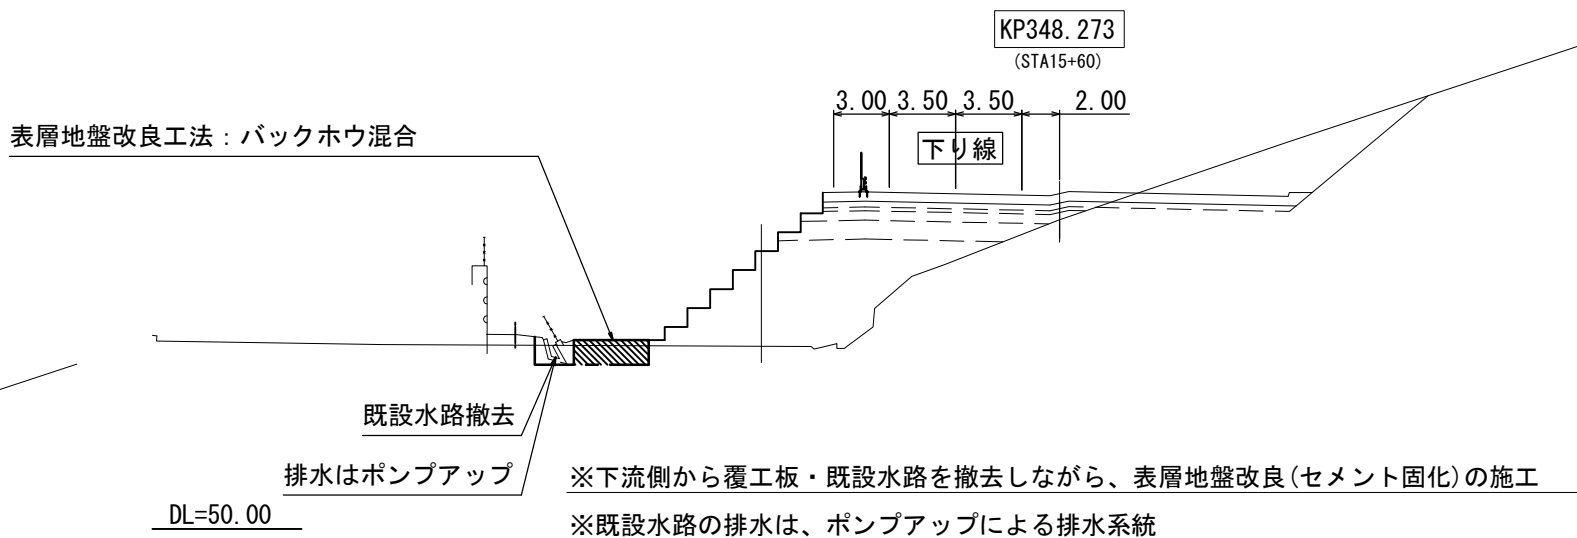 KP348.273
(STA15+60)
3.00 3.50 3.50 2.00
表層地盤改良工法：バックホウ混合
下り線
既設水路撤去
排水はポンプアップ
※下流側から覆工板・既設水路を撤去しながら、表層地盤改良(セメント固化)の施工
DL=50.00
※既設水路の排水は、ポンプアップによる排水系統